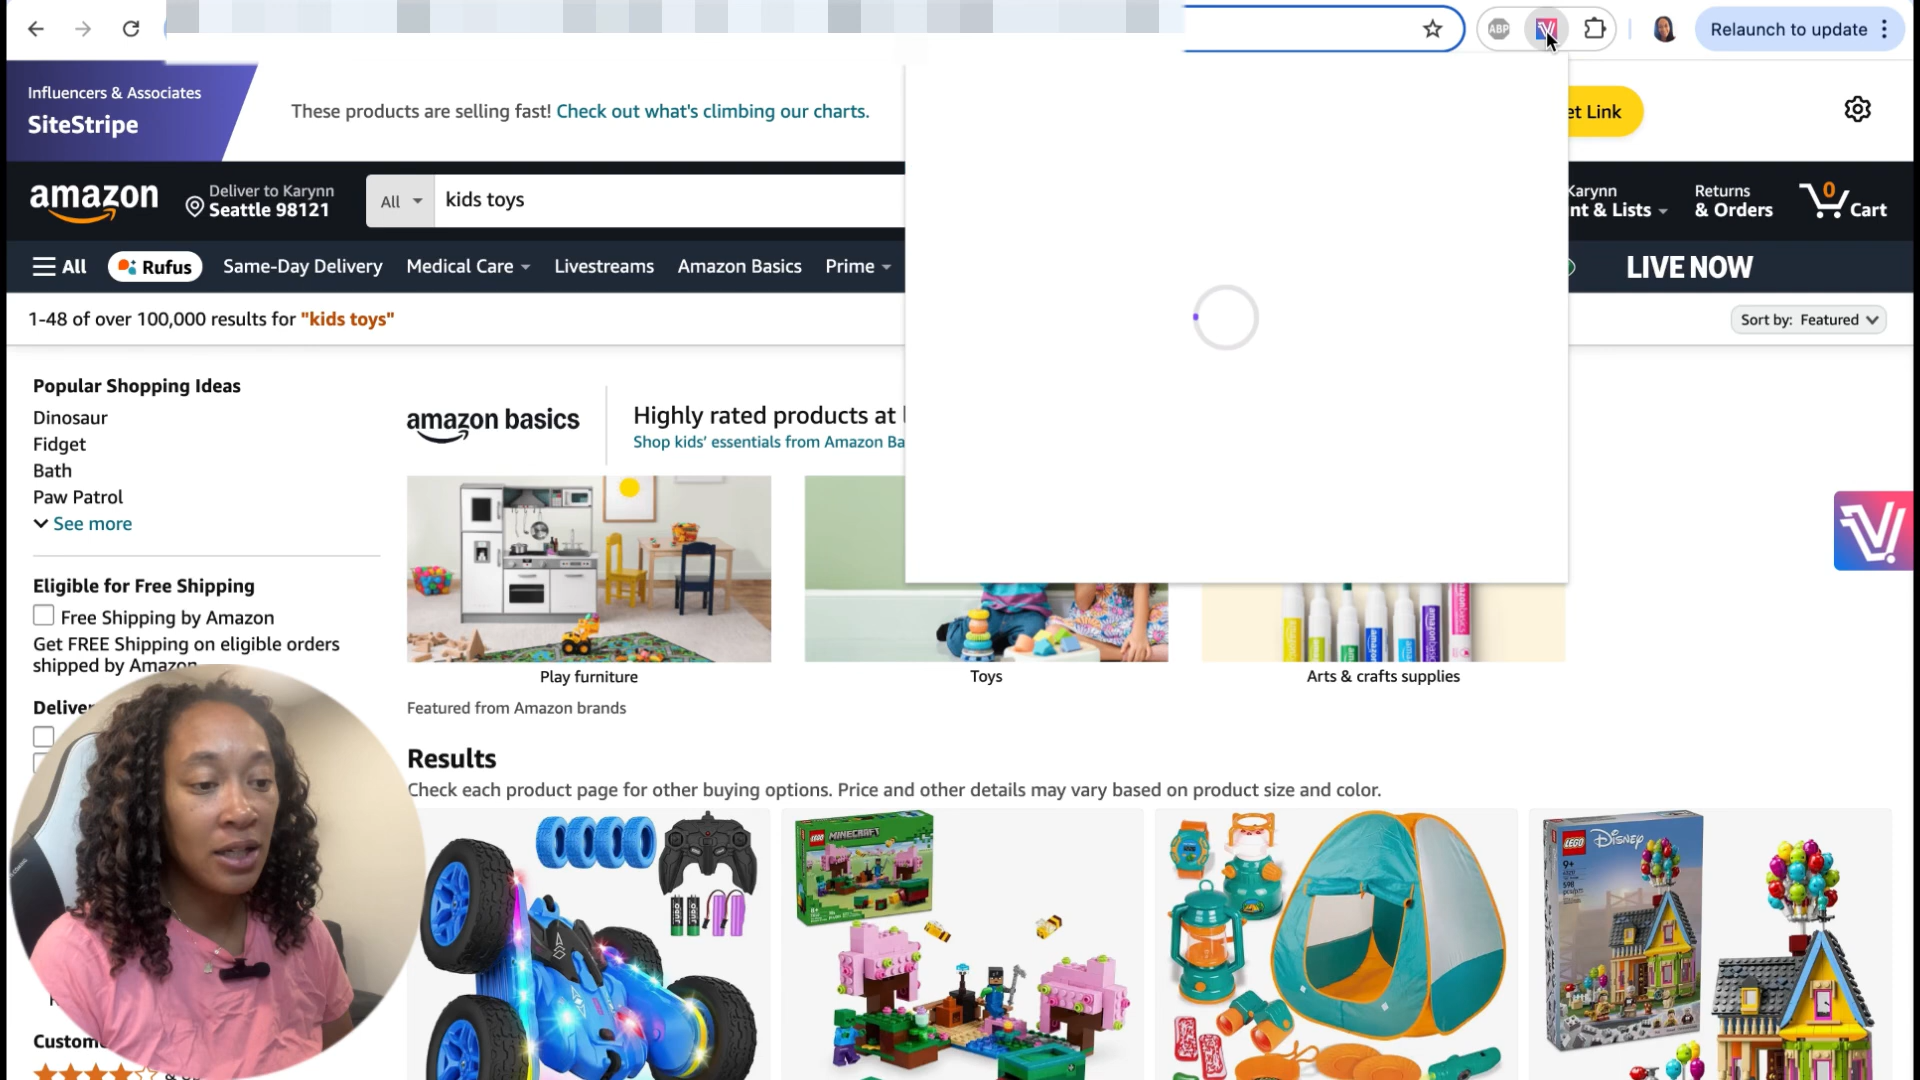 ABP
Relaunch to update
Influencers & Associates
SiteStripe
These products are selling fast! Check out what's climbing our charts.
et Link
amazon
Deliver to Karynn
Seattle 98121
All
kids toys
Karynn
nt & Lists
Returns
& Orders
0
Cart
All
Rufus
Same-Day Delivery
Medical Care
Livestreams
Amazon Basics
Prime
LIVE NOW
1-48 of over 100,000 results for "kids toys"
Sort by: Featured
Popular Shopping Ideas
Dinosaur
Fidget
Bath
Paw Patrol
See more
Eligible for Free Shipping
Free Shipping by Amazon
Get FREE Shipping on eligible orders
shipped by Amazon
amazon basics
Highly rated products at
Shop kids' essentials from Amazon Ba
Play furniture
Toys
Arts & crafts supplies
Featured from Amazon brands
Results
Check each product page for other buying options. Price and other details may vary based on product size and color.
LEGO
MINECRAFT
LEGO
Disney
9+